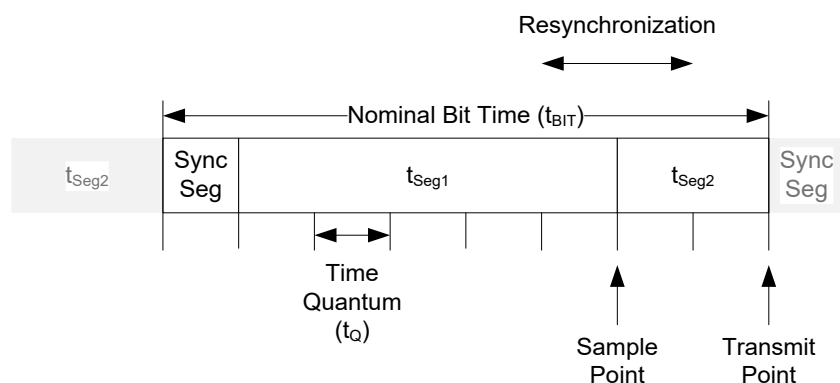 Resynchronization
Nominal Bit Time (tBIT)
tSeg2
Sync
Seg
tSeg1
tSeg2
Sync
Seg
Time
Quantum
(tQ)
Sample
Point
Transmit
Point